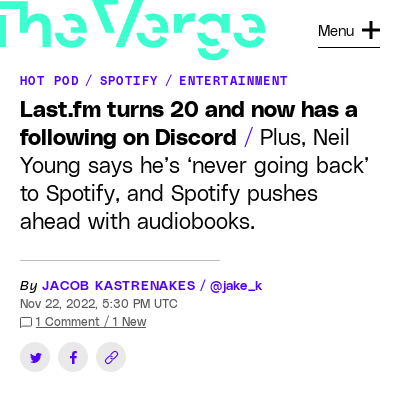 The Verge
Menu
HOT POD / SPOTIFY / ENTERTAINMENT
Last.fm turns 20 and now has a
following on Discord / Plus, Neil
Young says he’s ‘never going back’
to Spotify, and Spotify pushes
ahead with audiobooks.
By JACOB KASTRENAKES / @jake_k
Nov 22, 2022, 5:30 PM UTC
1 Comment / 1 New